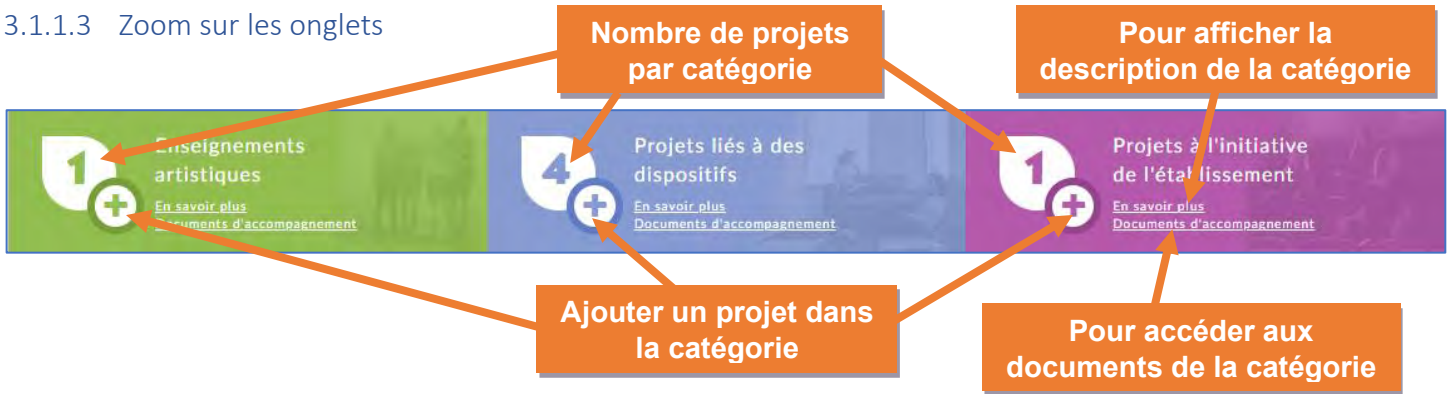 3.1.1.3 Zoom sur les onglets
Nombre de projets
par catégorie
Pour afficher la
description de la catégorie
1
+
Enseignements
artistiques
En savoir plus
Documents d'accompagnement
4
+
Projets liés à des
dispositifs
En savoir plus
Documents d'accompagnement
1
+
Projets à l'initiative
de l'établissement
En savoir plus
Documents d'accompagnement
Ajouter un projet dans
la catégorie
Pour accéder aux
documents de la catégorie